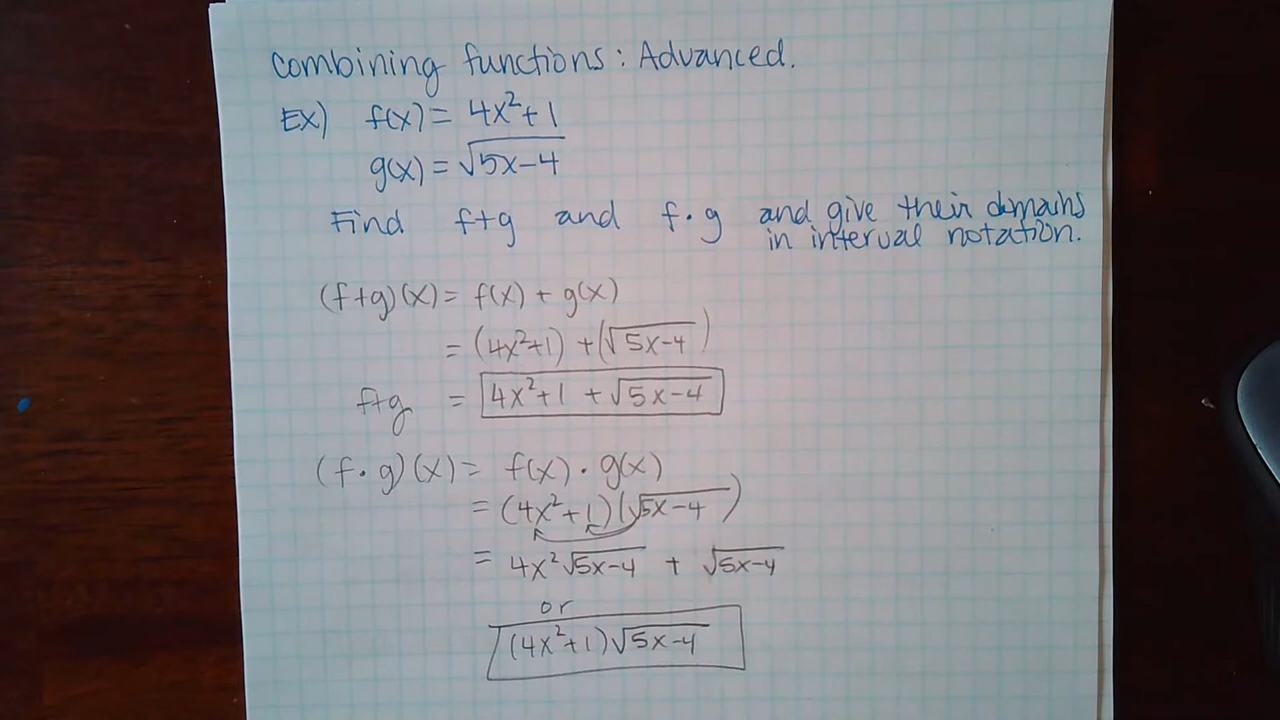 Combining functions: Advanced.
Ex) f(x) = 4x²+1
g(x) = √(5x-4)
Find f+g and f·g and give their domains
in interval notation.
(f+g)(x) = f(x) + g(x)
= (4x²+1) + (√(5x-4))
f+g = 4x²+1 + √(5x-4)
(f·g)(x) = f(x) · g(x)
= (4x²+1)(√(5x-4))
= 4x²√(5x-4) + √(5x-4)
or
(4x²+1)√(5x-4)